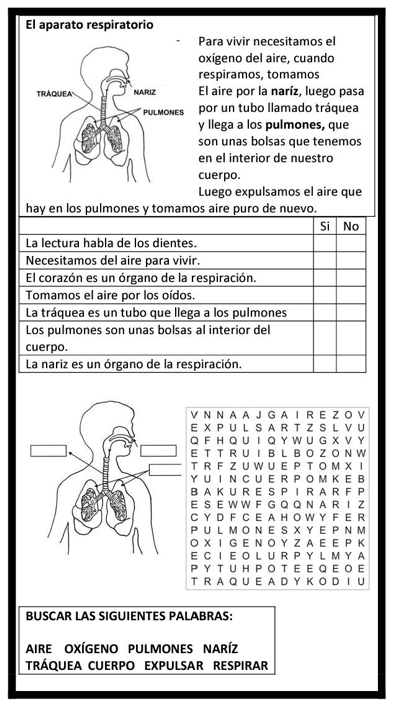 El aparato respiratorio
- Para vivir necesitamos el
oxígeno del aire, cuando
respiramos, tomamos
El aire por la naríz, luego pasa
por un tubo llamado tráquea
y llega a los pulmones, que
son unas bolsas que tenemos
en el interior de nuestro
cuerpo.
Luego expulsamos el aire que
hay en los pulmones y tomamos aire puro de nuevo.
TRÁQUEA
NARIZ
PULMONES
Si No
La lectura habla de los dientes.
Necesitamos del aire para vivir.
El corazón es un órgano de la respiración.
Tomamos el aire por los oídos.
La tráquea es un tubo que llega a los pulmones
Los pulmones son unas bolsas al interior del
cuerpo.
La nariz es un órgano de la respiración.
V N N A A J G A I R E Z O V
E X P U L S A R T Z S L V U
Q F H Q U I Q Y W U G X V Y
E T T R U I B L B O Z O N W
T R F Z U W U E P T O M X I
Y U I N C U E R P O M K E B
B A K U R E S P I R A R F P
E S E W W F G Q Q N A R I Z
C Y D F C E A H O W Y F E R
P U L M O N E S X Y E P N M
O X I G E N O Y Z A E E P K
E C I E O L U R P Y L M Y A
P Y T U H P O T E E Q E O E
T R A Q U E A D Y K O D I U
BUSCAR LAS SIGUIENTES PALABRAS:
AIRE OXÍGENO PULMONES NARÍZ
TRÁQUEA CUERPO EXPULSAR RESPIRAR